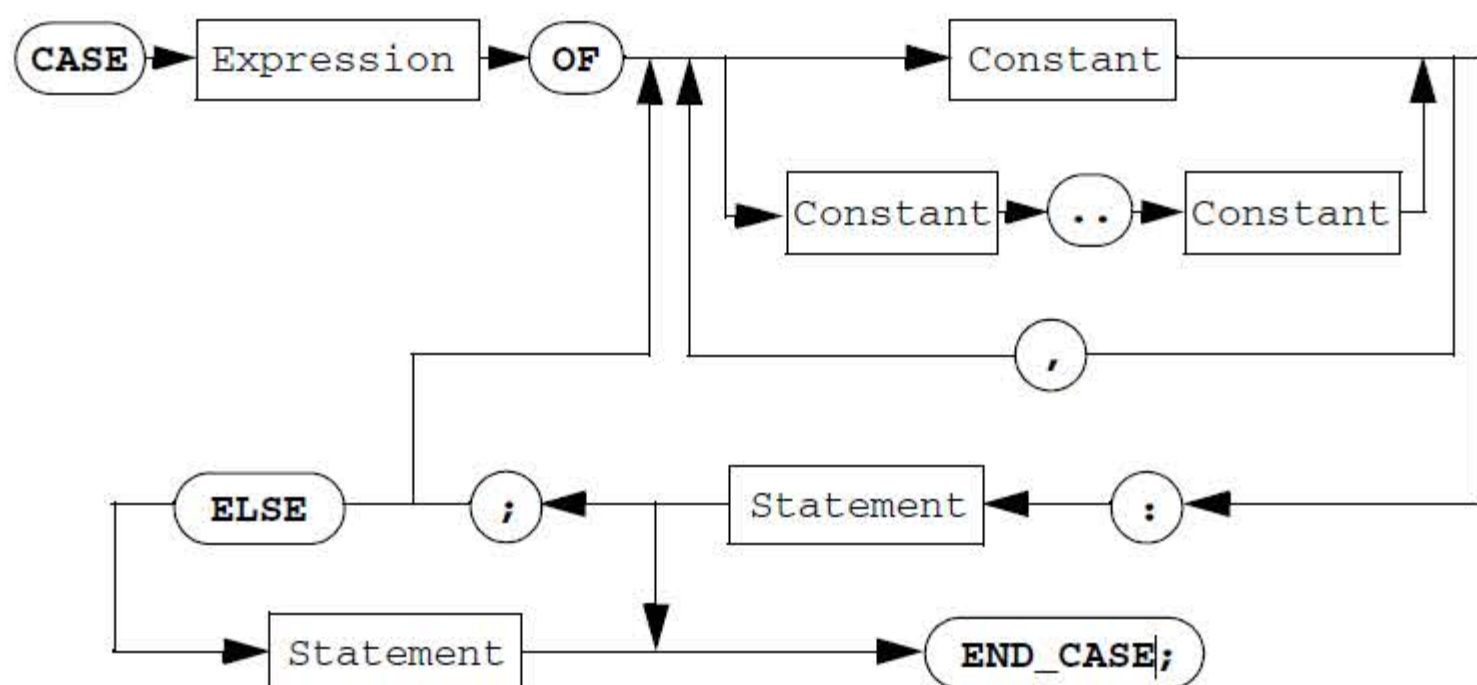 CASE Expression OF Constant
Constant .. Constant
,
ELSE ; Statement :
Statement END_CASE;